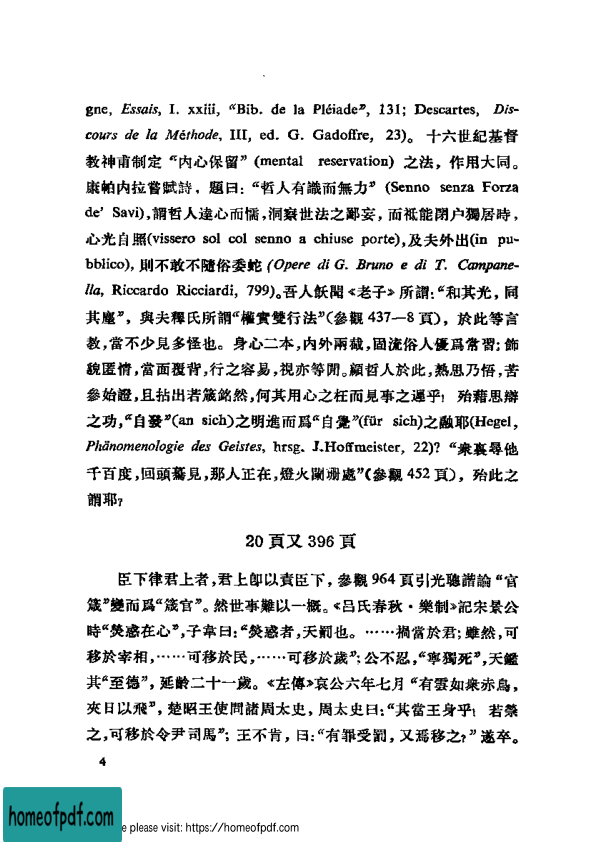 gne, Essais, I. xxiii, “Bib. de la Pléiade”, 131; Descartes, Dis-
cours de la Méthode, III, ed. G. Gadoffre, 23)。 十六世紀基督
教神甫制定 “内心保留” (mental reservation) 之法，作用大同。
康帕内拉嘗賦詩，題曰：“哲人有識而無力” (Senno senza Forza
de’ Savi),謂哲人達心而懦,洞察世法之鄙妄，而祗能閉户獨居時，
心光自照(vissero sol col senno a chiuse porte),及夫外出(in pu-
bblico), 則不敢不隨俗委蛇 (Opere di G. Bruno e di T. Campane-
lla, Riccardo Ricciardi, 799)。吾人飫聞《老子》所謂：“和其光，同
其塵”，與夫釋氏所謂“權實雙行法”(參觀 437—8 頁)，於此等言
教,當不少見多怪也。身心二本,内外兩截,固流俗人優爲常習；飾
貌匿情,當面覆背,行之容易,視亦等閒。顧哲人於此,熟思乃悟,苦
參始證,且拈出若箴銘然,何其用心之枉而見事之遲乎！殆藉思辯
之功,“自發”(an sich)之明進而爲“自覺”(für sich)之融耶(Hegel,
Phänomenologie des Geistes, hrsg. J.Hoffmeister, 22)? “衆裏尋他
千百度,回頭驀見,那人正在,燈火闌珊處”(參觀 452 頁)，殆此之
謂耶?
20 頁又 396 頁
臣下律君上者,君上卽以責臣下，參觀 964 頁引光聰諧論 “官
箴”變而爲“箴官”。然世事難以一概。《吕氏春秋·樂制》記宋景公
時“熒惑在心”,子韋曰：“熒惑者,天罰也。……禍當於君；雖然,可
移於宰相,……可移於民,……可移於歲”；公不忍,“寧獨死”,天鑑
其“至德”，延齡二十一歲。《左傳》哀公六年七月 “有雲如衆赤烏,
夾日以飛”，楚昭王使問諸周太史，周太史曰：“其當王身乎！若禜
之,可移於令尹司馬”；王不肯，曰：“有罪受罰，又焉移之?” 遂卒。
4
homeofpdf.com
e please visit: https://homeofpdf.com